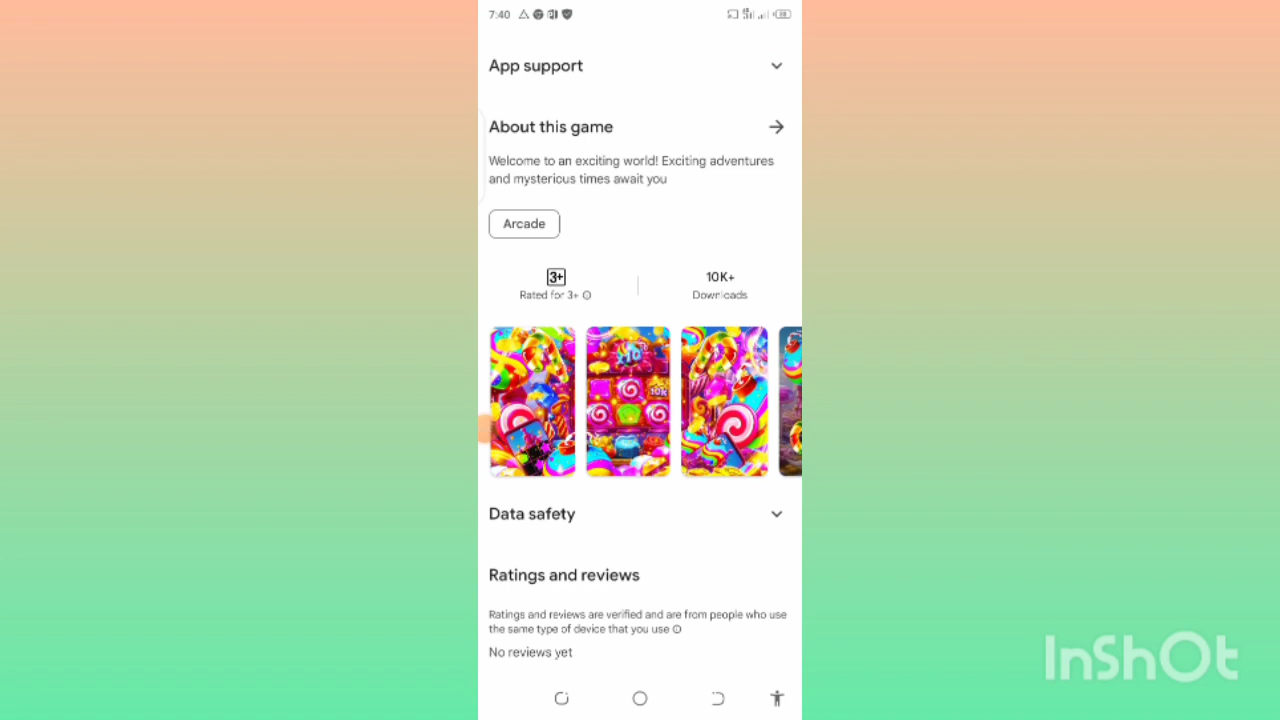 7:40
App support
About this game
Welcome to an exciting world! Exciting adventures
and mysterious times await you
Arcade
3+
Rated for 3+
10K+
Downloads
x10
10K
Data safety
Ratings and reviews
Ratings and reviews are verified and are from people who use
the same type of device that you use
No reviews yet
InShOt